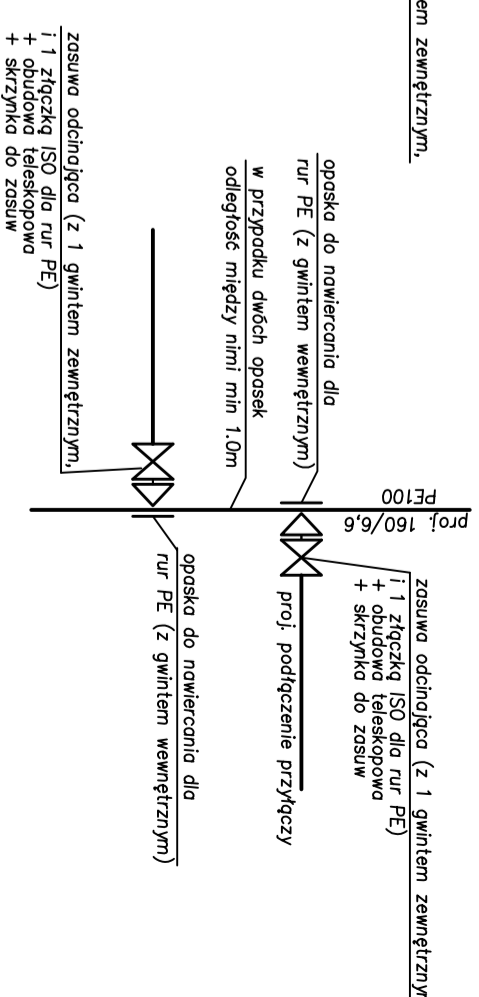 em zewnętrznym,
zasuwa odcinająca (z 1 gwintem zewnętrznym,
i 1 złączką ISO dla rur PE)
+ obudowa teleskopowa
+ skrzynka do zasuw
opaska do nawiercania dla
rur PE (z gwintem wewnętrznym)
w przypadku dwóch opasek
odległość między nimi min 1.0m
proj. 160/6,6
PE100
zasuwa odcinająca (z 1 gwintem zewnętrznym
i 1 złączką ISO dla rur PE)
+ obudowa teleskopowa
+ skrzynka do zasuw
proj. podłączenie przyłączy
opaska do nawiercania dla
rur PE (z gwintem wewnętrznym)